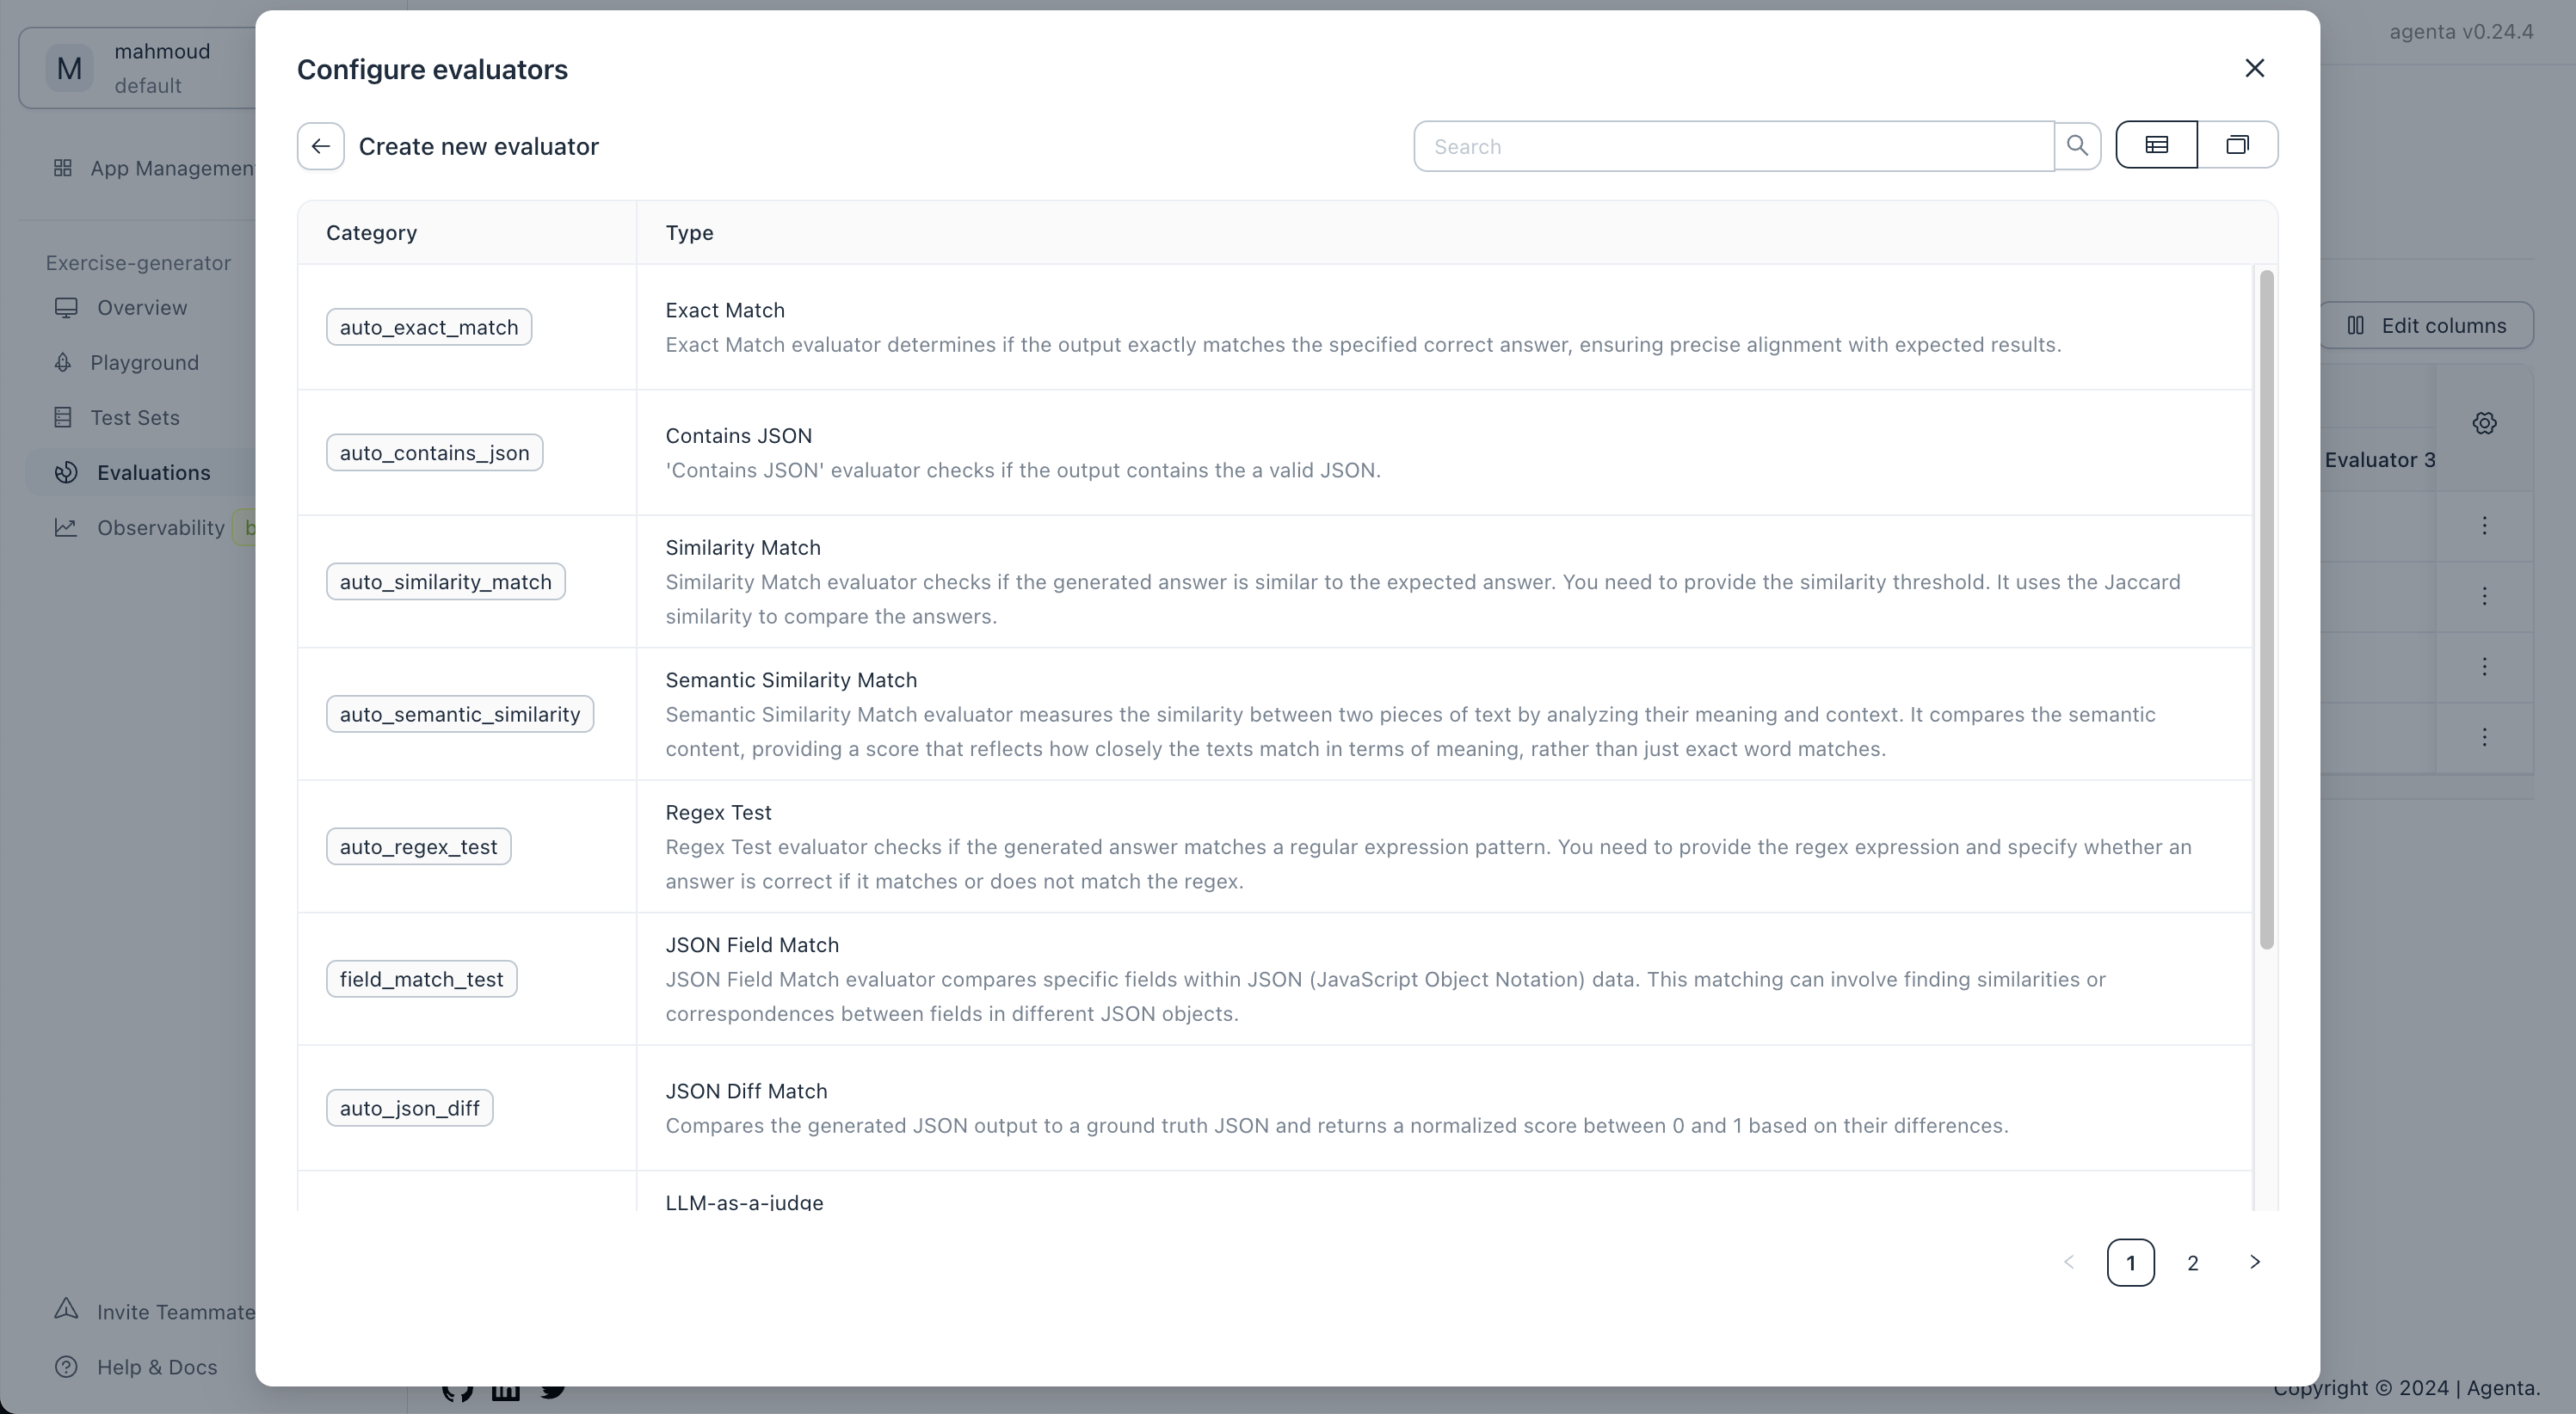 M
mahmoud
default
agenta v0.24.4
App Management
Exercise-generator
Overview
Playground
Test Sets
Evaluations
Observability
Invite Teammate
Help & Docs
Configure evaluators
Create new evaluator
Search
Category
Type
auto_exact_match
Exact Match
Exact Match evaluator determines if the output exactly matches the specified correct answer, ensuring precise alignment with expected results.
auto_contains_json
Contains JSON
'Contains JSON' evaluator checks if the output contains the a valid JSON.
auto_similarity_match
Similarity Match
Similarity Match evaluator checks if the generated answer is similar to the expected answer. You need to provide the similarity threshold. It uses the Jaccard
similarity to compare the answers.
auto_semantic_similarity
Semantic Similarity Match
Semantic Similarity Match evaluator measures the similarity between two pieces of text by analyzing their meaning and context. It compares the semantic
content, providing a score that reflects how closely the texts match in terms of meaning, rather than just exact word matches.
auto_regex_test
Regex Test
Regex Test evaluator checks if the generated answer matches a regular expression pattern. You need to provide the regex expression and specify whether an
answer is correct if it matches or does not match the regex.
field_match_test
JSON Field Match
JSON Field Match evaluator compares specific fields within JSON (JavaScript Object Notation) data. This matching can involve finding similarities or
correspondences between fields in different JSON objects.
auto_json_diff
JSON Diff Match
Compares the generated JSON output to a ground truth JSON and returns a normalized score between 0 and 1 based on their differences.
LLM-as-a-judge
1
2
Edit columns
Evaluator 3
Copyright © 2024 | Agenta.